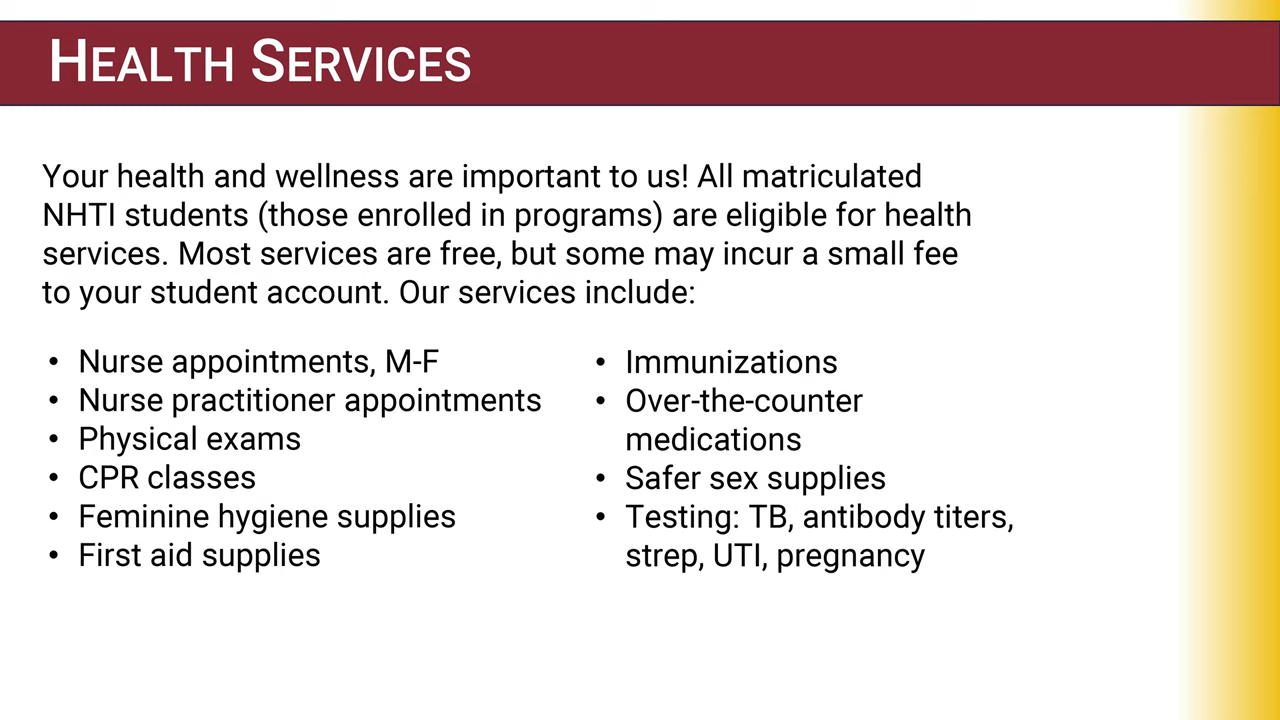 HEALTH SERVICES
Your health and wellness are important to us! All matriculated
NHTI students (those enrolled in programs) are eligible for health
services. Most services are free, but some may incur a small fee
to your student account. Our services include:
• Nurse appointments, M-F
• Nurse practitioner appointments
• Physical exams
• CPR classes
• Feminine hygiene supplies
• First aid supplies
• Immunizations
• Over-the-counter
medications
• Safer sex supplies
• Testing: TB, antibody titers,
strep, UTI, pregnancy